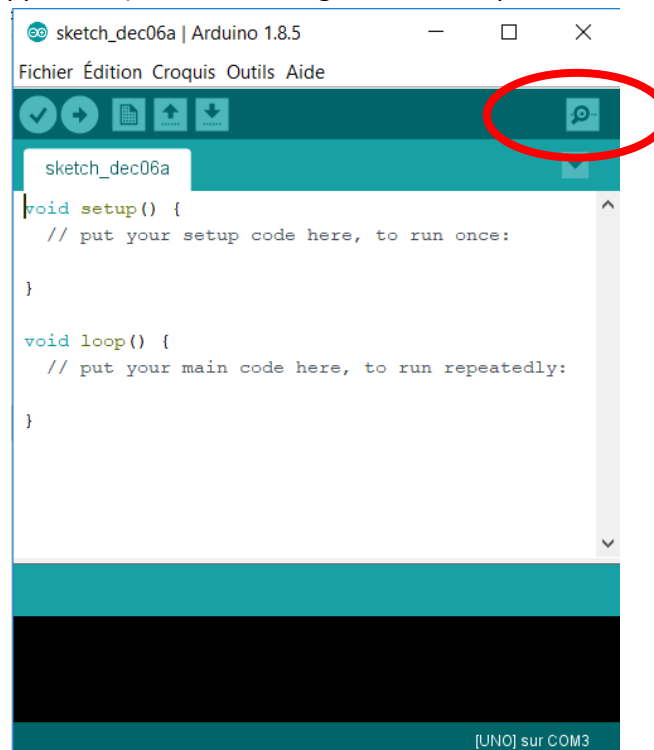 sketch_dec06a | Arduino 1.8.5
Fichier Édition Croquis Outils Aide
sketch_dec06a
void setup() {
// put your setup code here, to run once:
}
void loop() {
// put your main code here, to run repeatedly:
}
[UNO] sur COM3